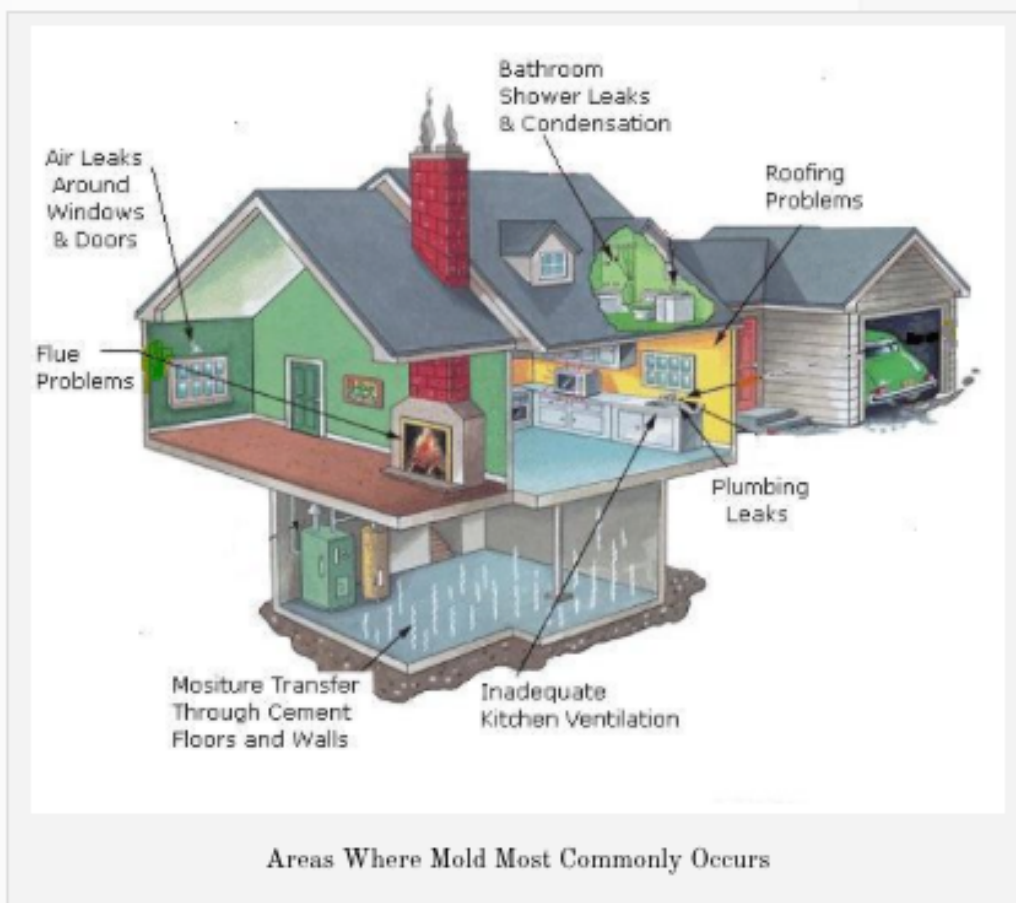 Bathroom
Shower Leaks
& Condensation
Air Leaks
Around
Windows
& Doors
Roofing
Problems
Flue
Problems
Plumbing
Leaks
Mositure Transfer
Through Cement
Floors and Walls
Inadequate
Kitchen Ventilation
Areas Where Mold Most Commonly Occurs